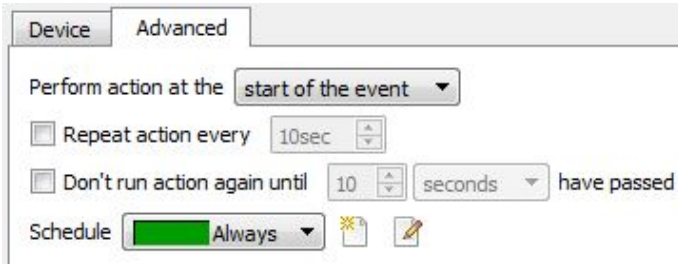 Device Advanced
Perform action at the start of the event
Repeat action every 10sec
Don't run action again until 10 seconds have passed
Schedule Always